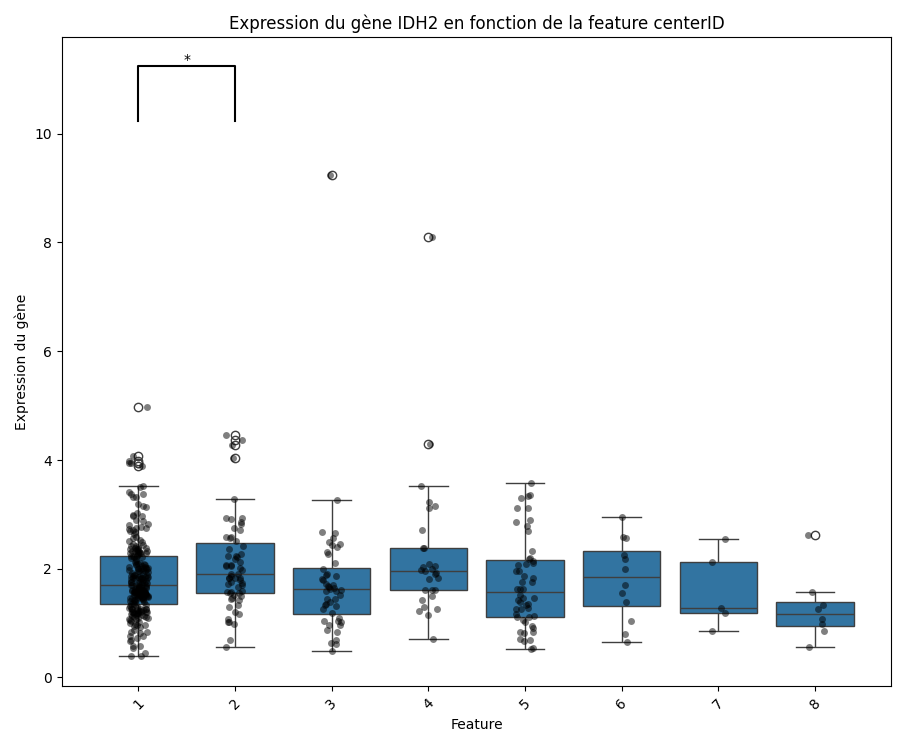 Expression du gène IDH2 en fonction de la feature centerID
*
10
8
6
4
2
0
Expression du gène
1 2 3 4 5 6 7 8
Feature